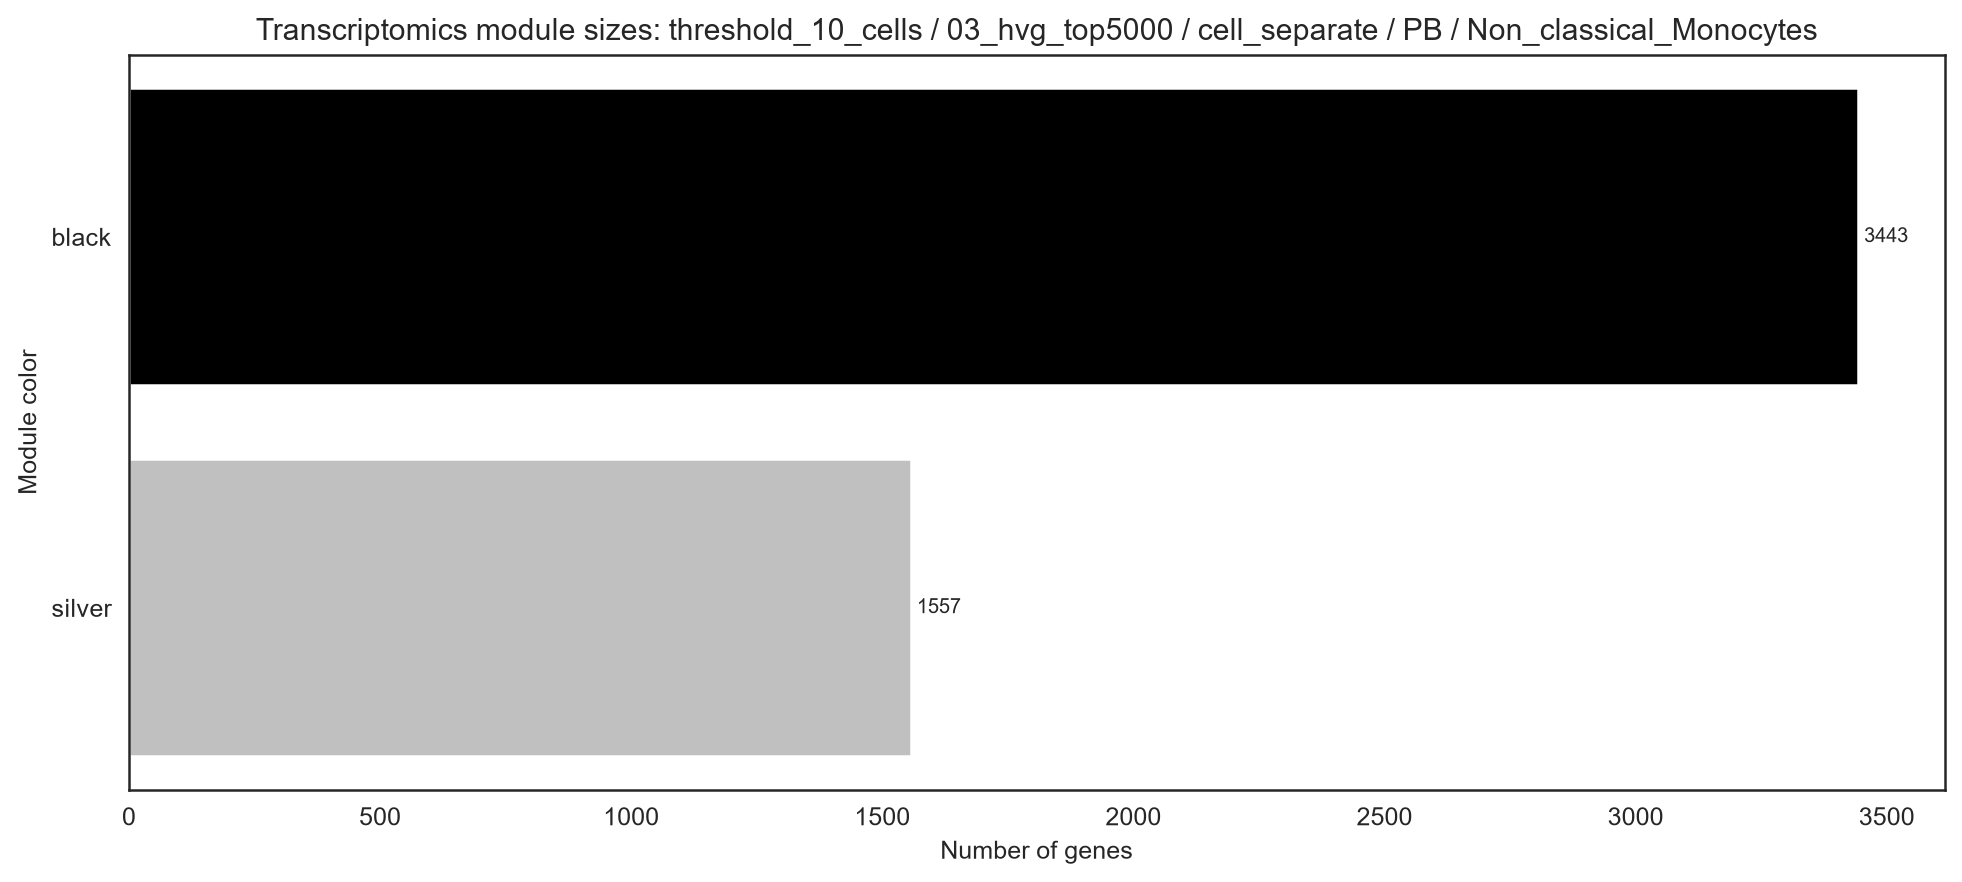 Transcriptomics module sizes: threshold_10_cells / 03_hvg_top5000 / cell_separate / PB / Non_classical_Monocytes
Module color
black
3443
silver
1557
0 500 1000 1500 2000 2500 3000 3500
Number of genes